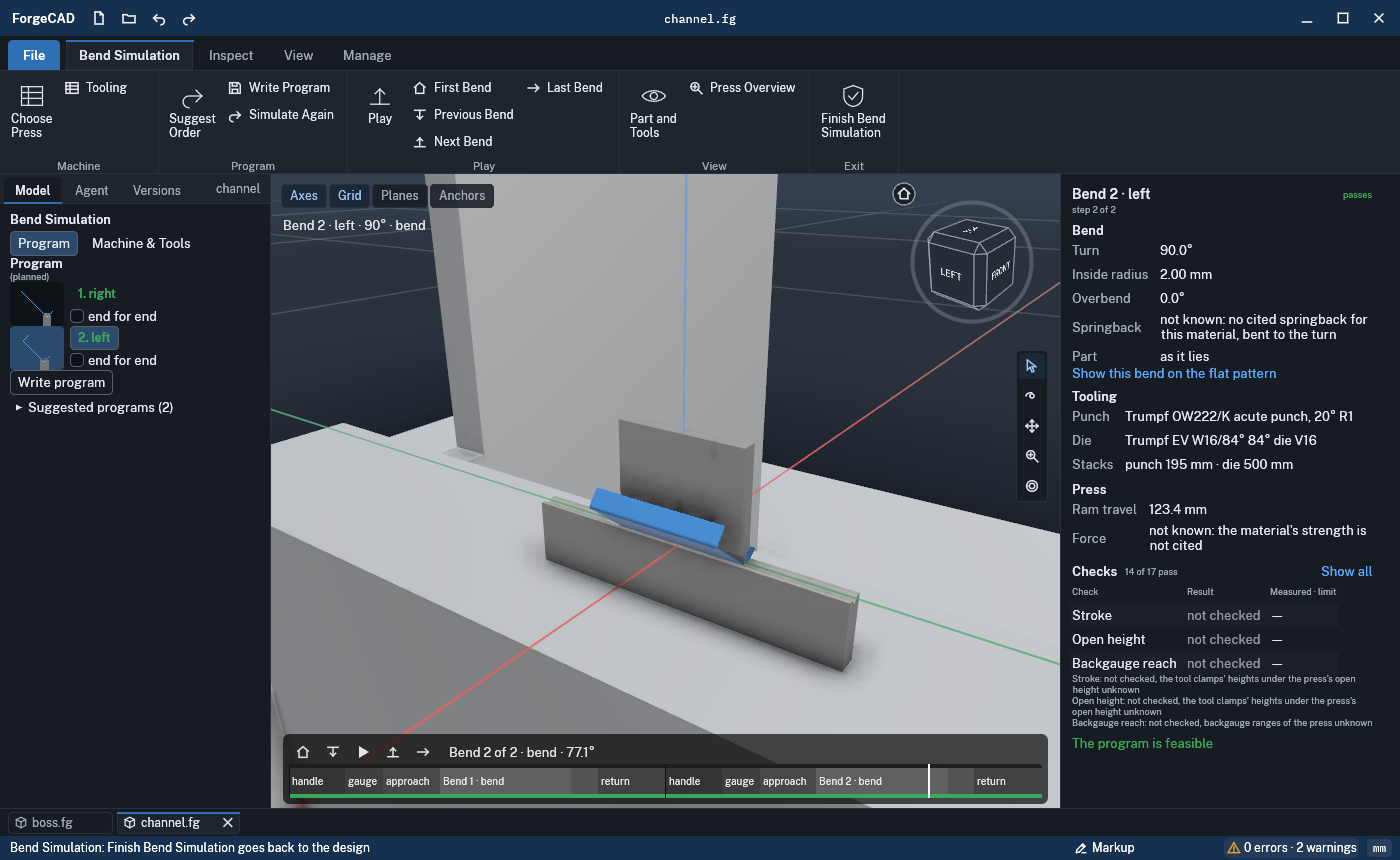 ForgeCAD
channel.fg
File
Bend Simulation
Inspect
View
Manage
Choose Press
Tooling
Machine
Suggest Order
Write Program
Simulate Again
Program
Play
First Bend
Previous Bend
Next Bend
Last Bend
Play
Part and Tools
Press Overview
View
Finish Bend Simulation
Exit
Model
Agent
Versions
channel
Bend Simulation
Program
Machine & Tools
Program
(planned)
1. right
end for end
2. left
end for end
Write program
Suggested programs (2)
Axes
Grid
Planes
Anchors
Bend 2 · left · 90° · bend
LEFT
FRONT
Bend 2 of 2 · bend · 77.1°
handle
gauge
approach
Bend 1 · bend
return
handle
gauge
approach
Bend 2 · bend
return
Bend 2 · left
passes
step 2 of 2
Bend
Turn 90.0°
Inside radius 2.00 mm
Overbend 0.0°
Springback not known: no cited springback for
this material, bent to the turn
Part as it lies
Show this bend on the flat pattern
Tooling
Punch Trumpf OW222/K acute punch, 20° R1
Die Trumpf EV W16/84° 84° die V16
Stacks punch 195 mm · die 500 mm
Press
Ram travel 123.4 mm
Force not known: the material's strength is
not cited
Checks 14 of 17 pass Show all
Check Result Measured · limit
Stroke not checked —
Open height not checked —
Backgauge reach not checked —
Stroke: not checked, the tool clamps' heights under the press's open
height unknown
Open height: not checked, the tool clamps' heights under the press's
open height unknown
Backgauge reach: not checked, backgauge ranges of the press unknown
The program is feasible
boss.fg
channel.fg
Bend Simulation: Finish Bend Simulation goes back to the design
Markup
0 errors · 2 warnings
mm